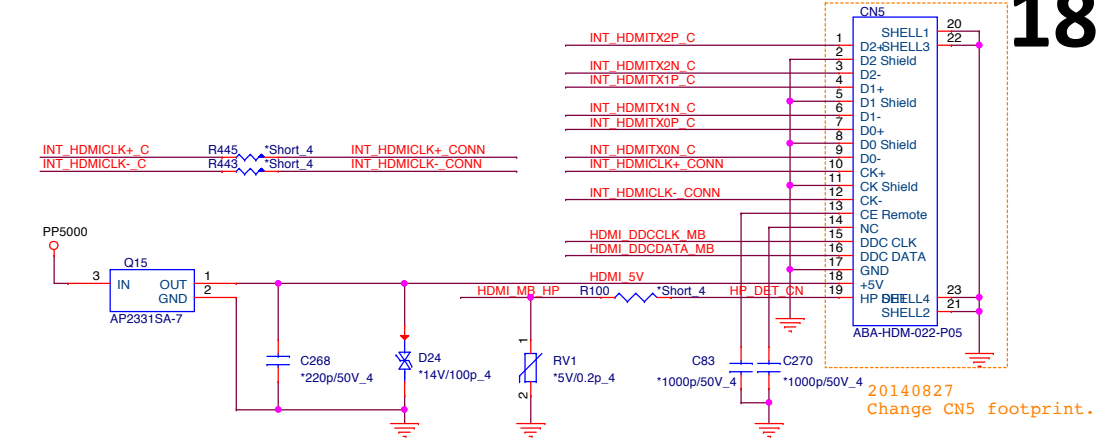 18
CN5
INT_HDMITX2P_C 1 D2+ SHELL1 20
2 D2 Shield SHELL3 22
INT_HDMITX2N_C 3 D2-
INT_HDMITX1P_C 4 D1+
5 D1 Shield
INT_HDMITX1N_C 6 D1-
INT_HDMITX0P_C 7 D0+
8 D0 Shield
INT_HDMICLK+_C R445 *Short_4 INT_HDMICLK+_CONN INT_HDMITX0N_C 9 D0-
INT_HDMICLK-_C R443 *Short_4 INT_HDMICLK-_CONN INT_HDMICLK+_CONN 10 CK+
11 CK Shield
INT_HDMICLK-_CONN 12 CK-
13 CE Remote
14 NC
PP5000 HDMI_DDCCLK_MB 15 DDC CLK
HDMI_DDCDATA_MB 16 DDC DATA
Q15 17 GND
3 IN OUT 1 HDMI_5V 18 +5V
GND 2 HDMI_MB_HP R100 *Short_4 HP_DET_CN 19 HP DET SHELL4 23
SHELL2 21
AP2331SA-7 ABA-HDM-022-P05
1
C268 D24 RV1 C83 C270
*220p/50V_4 *14V/100p_4 *5V/0.2p_4 *1000p/50V_4 *1000p/50V_4
2
20140827
Change CN5 footprint.